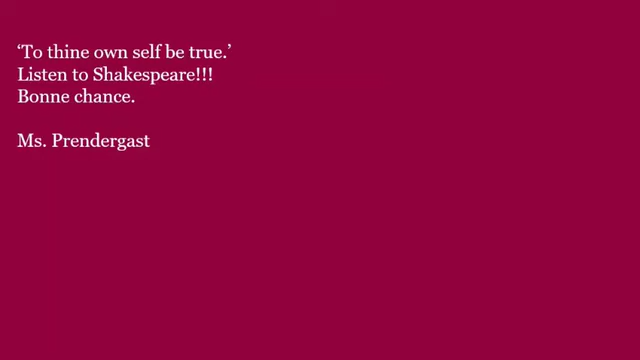 ‘To thine own self be true.’
Listen to Shakespeare!!!
Bonne chance.
Ms. Prendergast